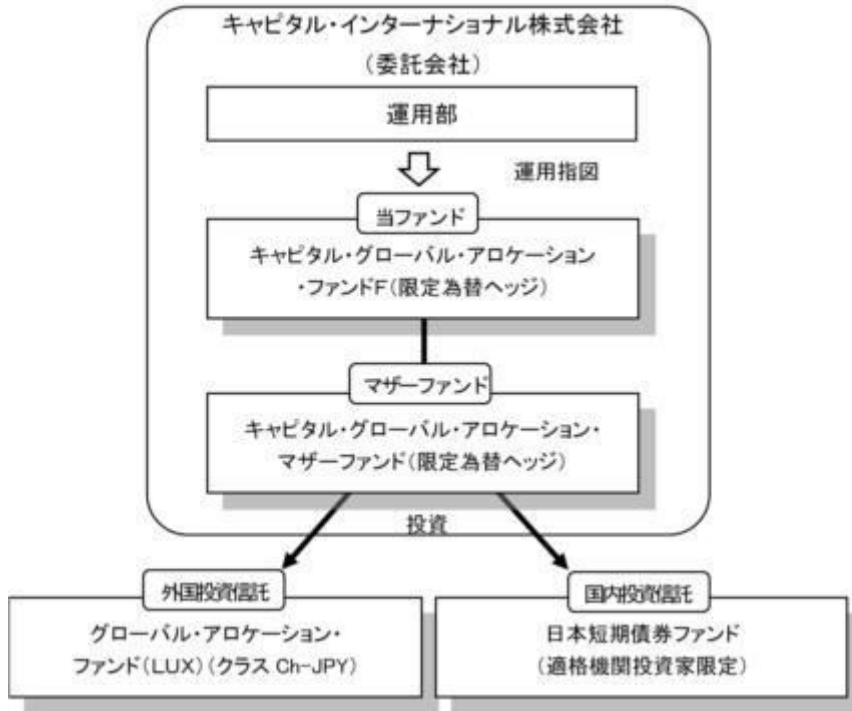 キャピタル・インターナショナル株式会社
（委託会社）
運用部
運用指図
当ファンド
キャピタル・グローバル・アロケーション
・ファンドF（限定為替ヘッジ）
マザーファンド
キャピタル・グローバル・アロケーション・
マザーファンド（限定為替ヘッジ）
投資
外国投資信託
グローバル・アロケーション・
ファンド（LUX）（クラス Ch-JPY）
国内投資信託
日本短期債券ファンド
（適格機関投資家限定）